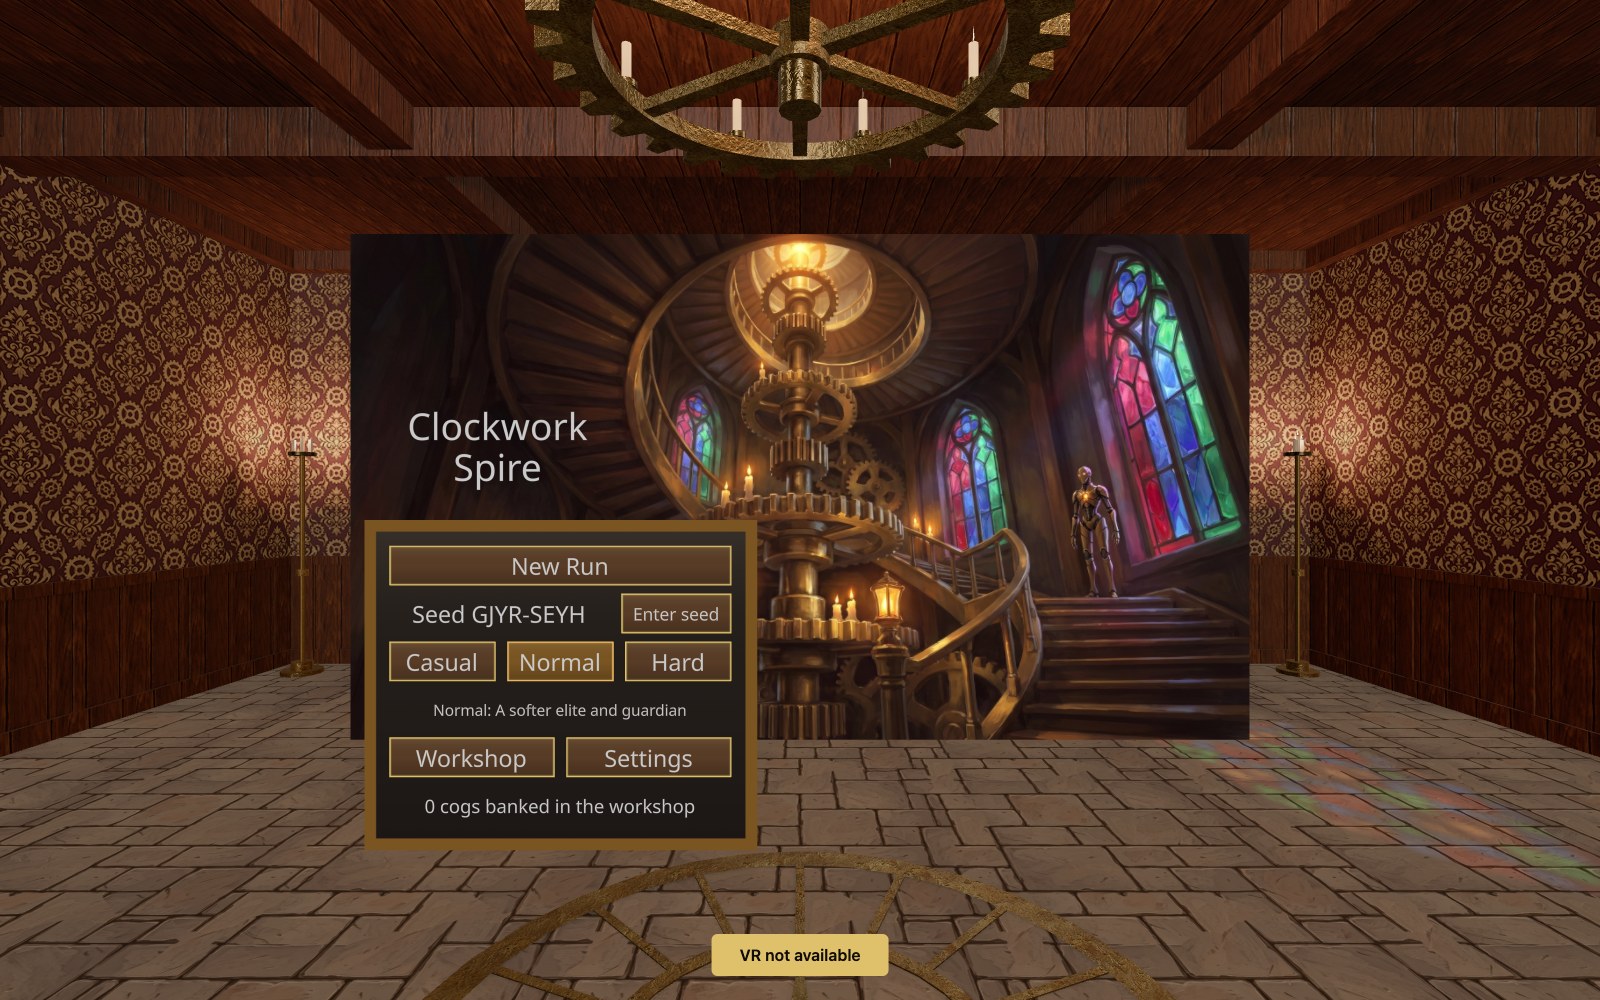 Clockwork
Spire
New Run
Seed GJYR-SEYH
Enter seed
Casual
Normal
Hard
Normal: A softer elite and guardian
Workshop
Settings
0 cogs banked in the workshop
VR not available